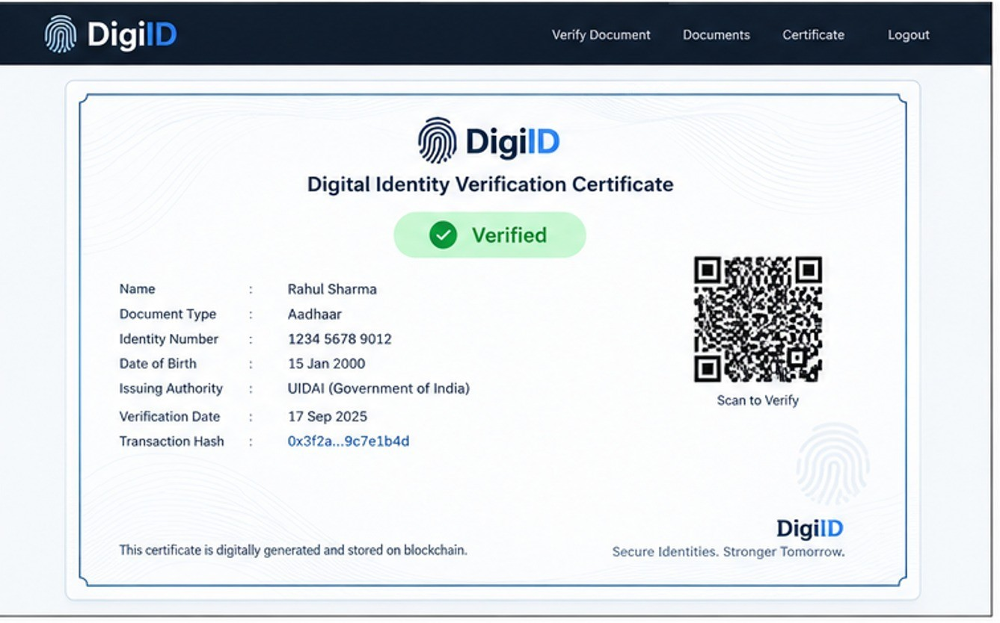 DigiID
Verify Document Documents Certificate Logout
DigiID
Digital Identity Verification Certificate
Verified
Name : Rahul Sharma
Document Type : Aadhaar
Identity Number : 1234 5678 9012
Date of Birth : 15 Jan 2000
Issuing Authority : UIDAI (Government of India)
Verification Date : 17 Sep 2025
Transaction Hash : 0x3f2a...9c7e1b4d
Scan to Verify
DigiID
Secure Identities. Stronger Tomorrow.
This certificate is digitally generated and stored on blockchain.